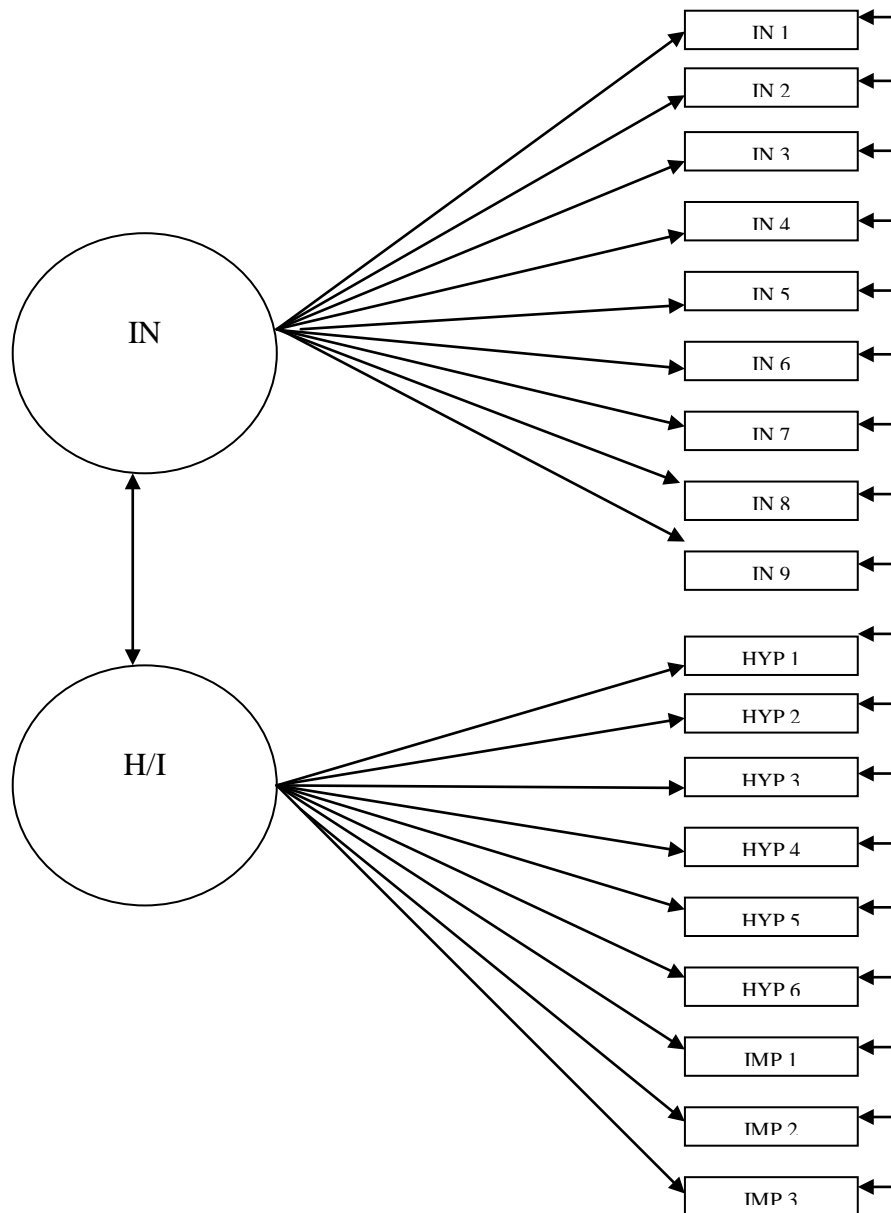 IN 1
IN 2
IN 3
IN 4
IN
IN 5
IN 6
IN 7
IN 8
IN 9
HYP 1
HYP 2
H/I
HYP 3
HYP 4
HYP 5
HYP 6
IMP 1
IMP 2
IMP 3